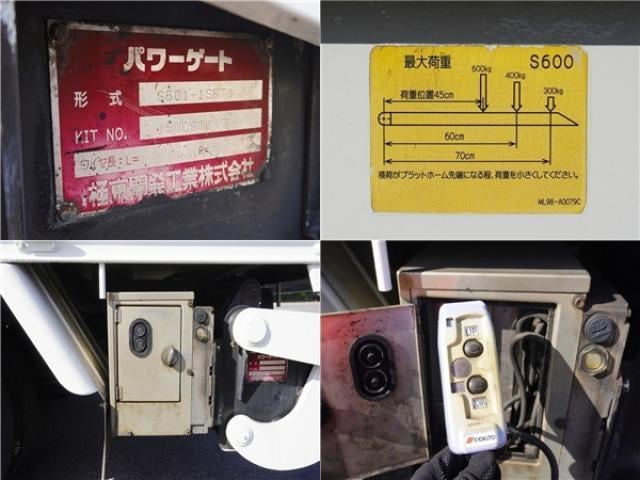 パワーゲート
形式
KIT NO.
ワイヤ長:L= R=
極東開発工業株式会社
最大荷重 S600
600kg
400kg
300kg
荷重位置45cm
60cm
70cm
積荷がプラットホーム先端になる程、荷重を小さくしてください。
ML98-A0079C
UP
KYOKUTO